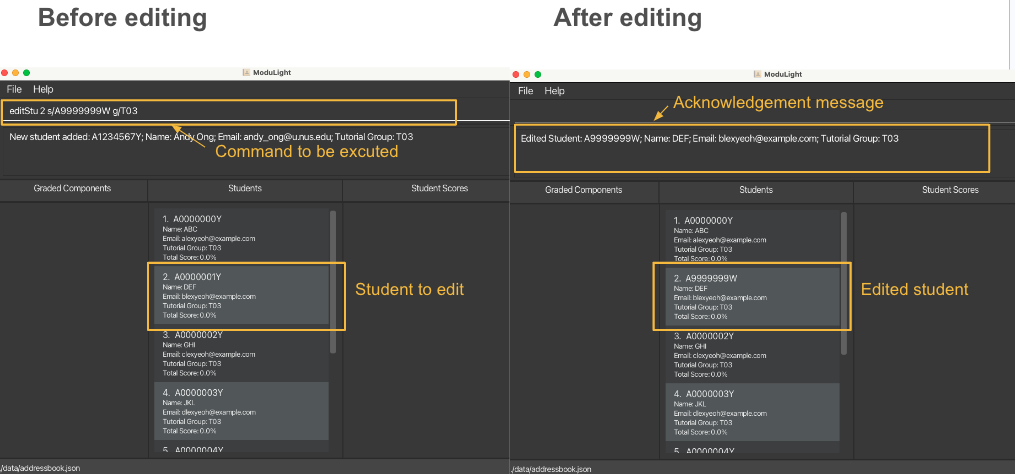 Before editing
ModuLight
File Help
editStu 2 s/A9999999W g/T03
New student added: A1234567Y; Name: Andy Ong; Email: andy_ong@u.nus.edu; Tutorial Group: T03
Command to be excuted
Graded Components Students Student Scores
1. A0000000Y
Name: ABC
Email: alexyeoh@example.com
Tutorial Group: T03
Total Score: 0.0%
2. A0000001Y
Name: DEF
Email: blexyeoh@example.com
Tutorial Group: T03
Total Score: 0.0%
Student to edit
3. A0000002Y
Name: GHI
Email: clexyeoh@example.com
Tutorial Group: T03
Total Score: 0.0%
4. A0000003Y
Name: JKL
Email: dlexyeoh@example.com
Tutorial Group: T03
Total Score: 0.0%
5. A0000004Y
/data/addressbook.json
After editing
ModuLight
File Help
Acknowledgement message
Edited Student: A9999999W; Name: DEF; Email: blexyeoh@example.com; Tutorial Group: T03
Graded Components Students Student Scores
1. A0000000Y
Name: ABC
Email: alexyeoh@example.com
Tutorial Group: T03
Total Score: 0.0%
2. A9999999W
Name: DEF
Email: blexyeoh@example.com
Tutorial Group: T03
Total Score: 0.0%
Edited student
3. A0000002Y
Name: GHI
Email: clexyeoh@example.com
Tutorial Group: T03
Total Score: 0.0%
4. A0000003Y
Name: JKL
Email: dlexyeoh@example.com
Tutorial Group: T03
Total Score: 0.0%
5. A0000004Y
./data/addressbook.json